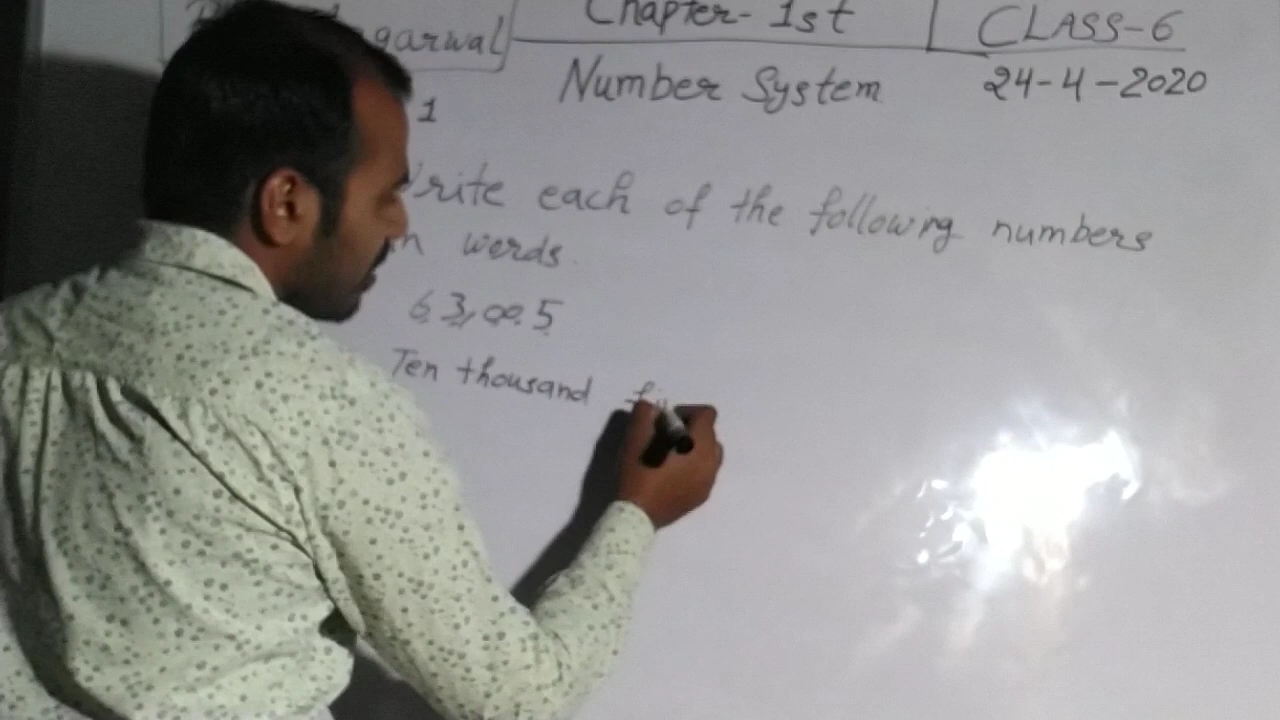 garwal Chapter- 1st CLASS-6
Number System 24-4-2020
1
rite each of the following numbers
n words.
63,005
Ten thousand fi